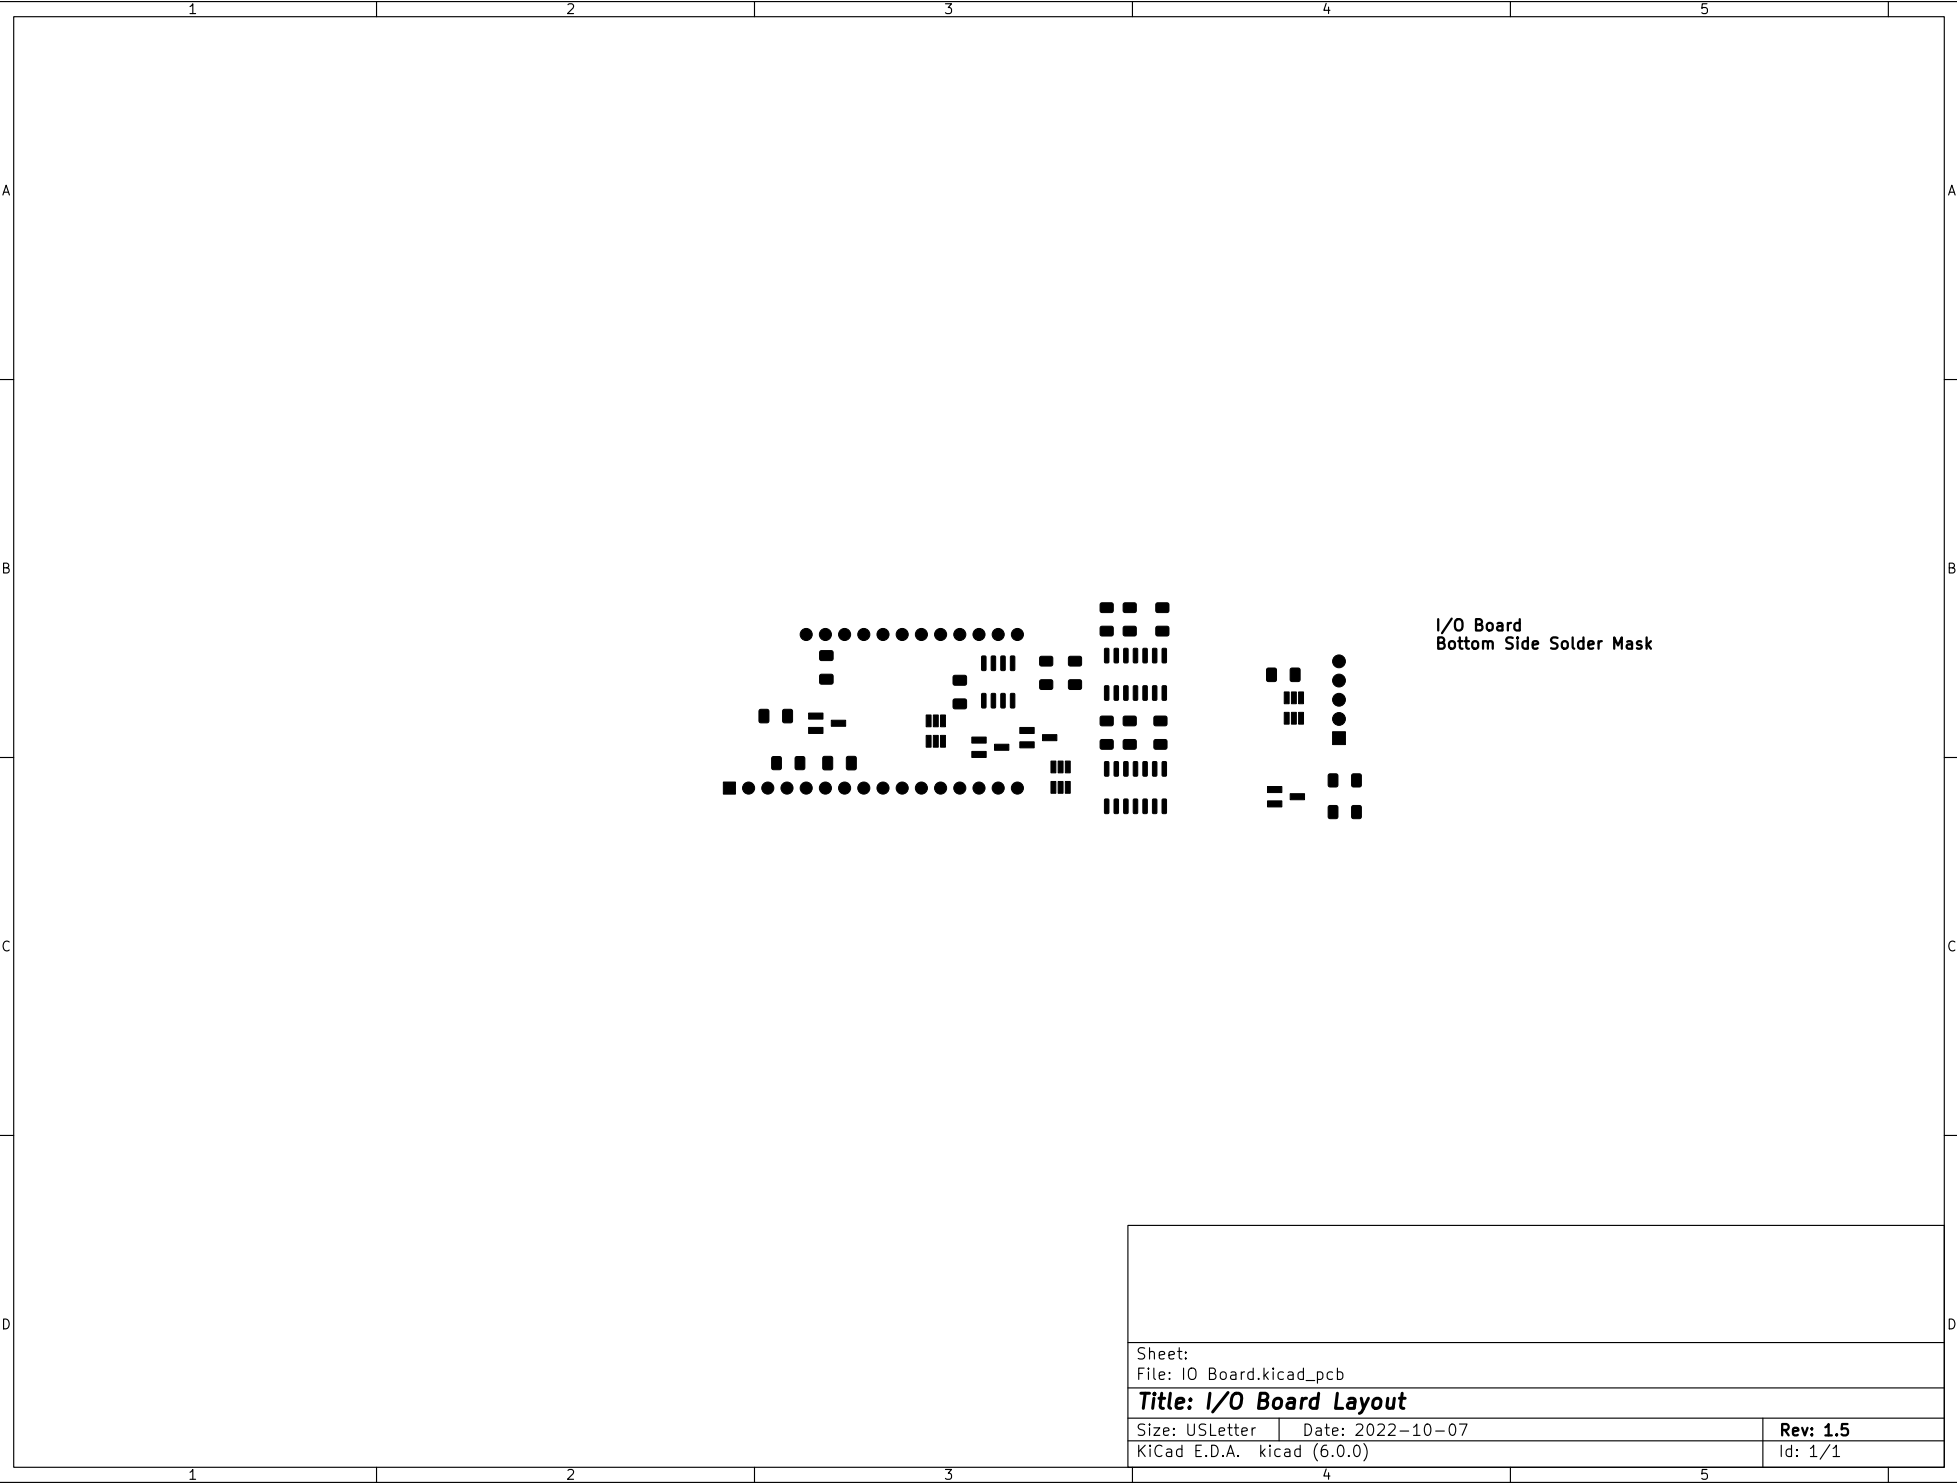 1 2 3 4 5
A A
B B
I/O Board
Bottom Side Solder Mask
C C
D D
Sheet:
File: IO Board.kicad_pcb
Title: I/O Board Layout
Size: USLetter Date: 2022-10-07 Rev: 1.5
KiCad E.D.A. kicad (6.0.0) Id: 1/1
1 2 3 4 5